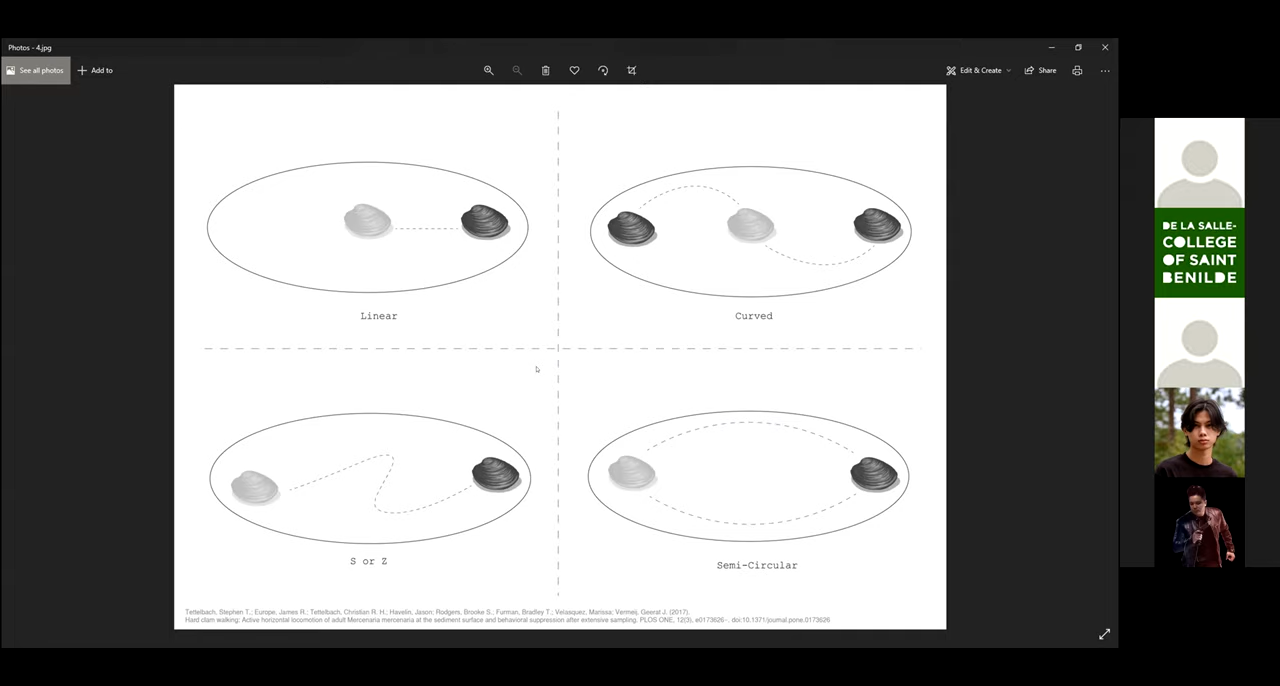 Photos - 4.jpg
See all photos
Add to
Edit & Create
Share
Linear
Curved
S or Z
Semi-Circular
Tettelbach, Stephen T.; Europe, James R.; Tettelbach, Christian R. H.; Havelin, Jason; Rodgers, Brooke S.; Furman, Bradley T.; Velasquez, Marissa; Vermeij, Geerat J. (2017).
Hard clam walking: Active horizontal locomotion of adult Mercenaria mercenaria at the sediment surface and behavioral suppression after extensive sampling. PLOS ONE, 12(3), e0173626–. doi:10.1371/journal.pone.0173626
DE LA SALLE-
COLLEGE
OF SAINT
BENILDE